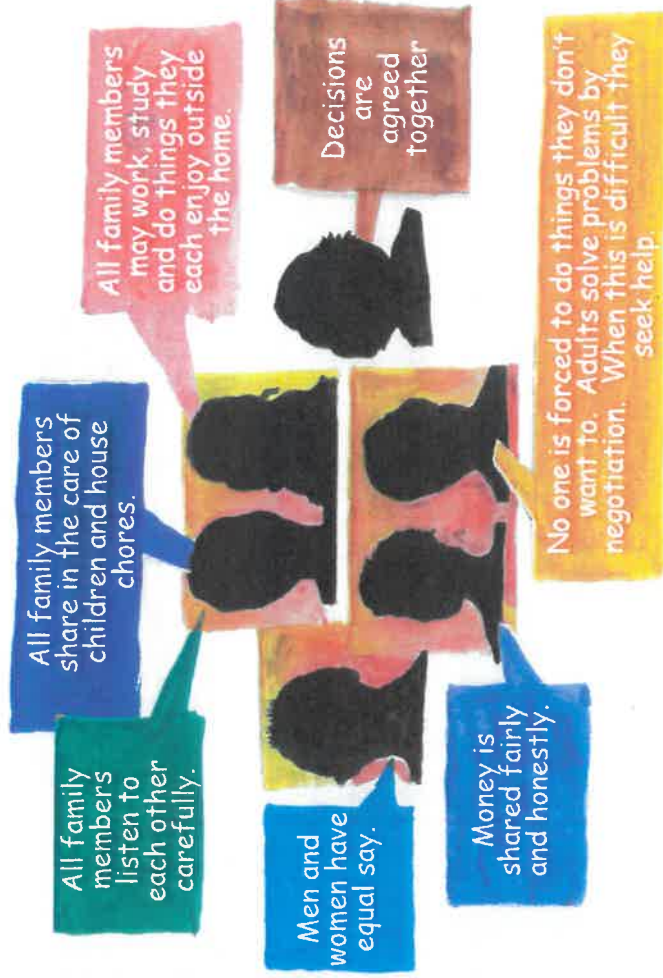 All family
members
listen to
each other
carefully.
All family members
share in the care of
children and house
chores.
All family members
may work, study
and do things they
each enjoy outside
the home.
Men and
women have
equal say.
Decisions
are
agreed
together
Money is
shared fairly
and honestly.
No one is forced to do things they don't
want to. Adults solve problems by
negotiation. When this is difficult they
seek help.